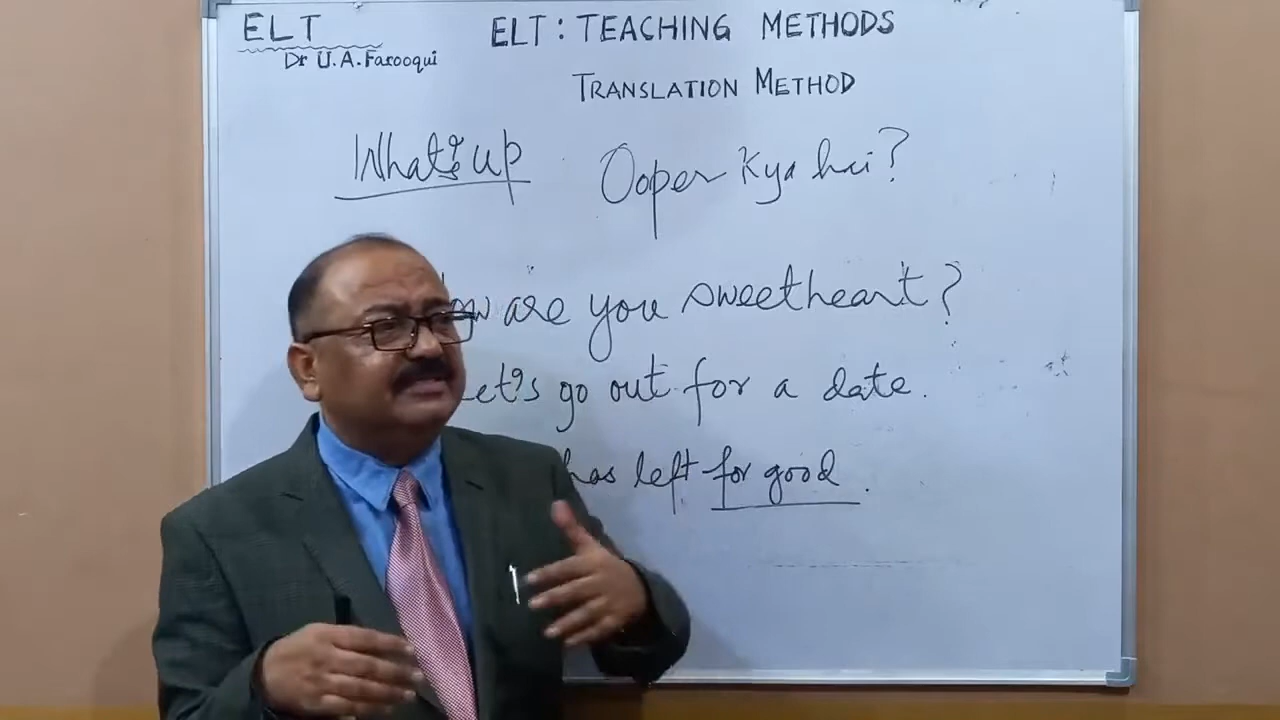 ELT
Dr U.A. Farooqui
ELT : TEACHING METHODS
TRANSLATION METHOD
What's up Ooper Kya hai?
are you sweetheart?
go out for a date.
has left for good.